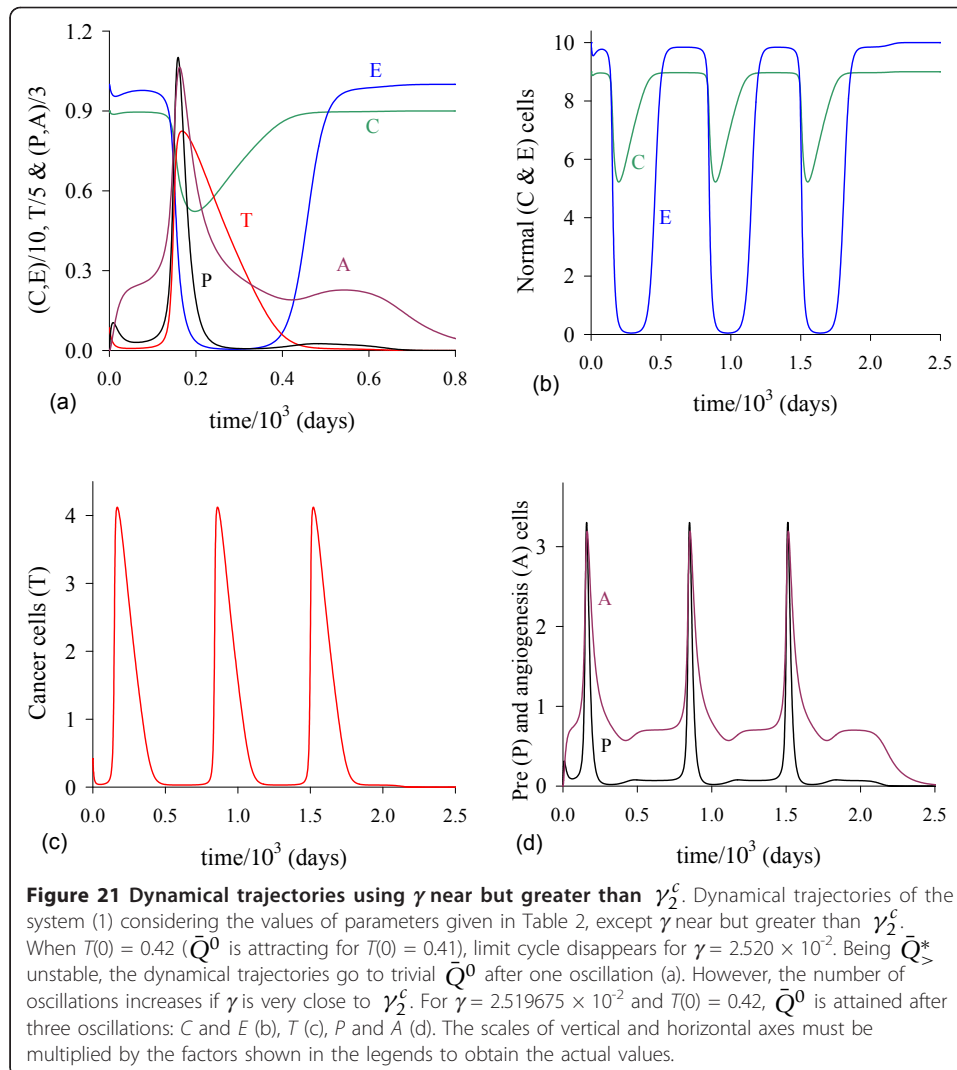 1.2
0.9
0.6
0.3
0.0
(C,E)/10, T/5 & (P,A)/3
E
C
T
A
P
0.0 0.2 0.4 0.6 0.8
(a)
time/10³ (days)
10
8
6
4
2
0
Normal (C & E) cells
C
E
0.0 0.5 1.0 1.5 2.0 2.5
(b)
time/10³ (days)
4
3
2
1
0
Cancer cells (T)
0.0 0.5 1.0 1.5 2.0 2.5
(c)
time/10³ (days)
3
2
1
0
Pre (P) and angiogenesis (A) cells
A
P
0.0 0.5 1.0 1.5 2.0 2.5
(d)
time/10³ (days)
Figure 21 Dynamical trajectories using γ near but greater than γ₂ᶜ. Dynamical trajectories of the
system (1) considering the values of parameters given in Table 2, except γ near but greater than γ₂ᶜ.
When T(0) = 0.42 (Q̄⁰ is attracting for T(0) = 0.41), limit cycle disappears for γ = 2.520 × 10⁻². Being Q̄*>
unstable, the dynamical trajectories go to trivial Q̄⁰ after one oscillation (a). However, the number of
oscillations increases if γ is very close to γ₂ᶜ. For γ = 2.519675 × 10⁻² and T(0) = 0.42, Q̄⁰ is attained after
three oscillations: C and E (b), T (c), P and A (d). The scales of vertical and horizontal axes must be
multiplied by the factors shown in the legends to obtain the actual values.